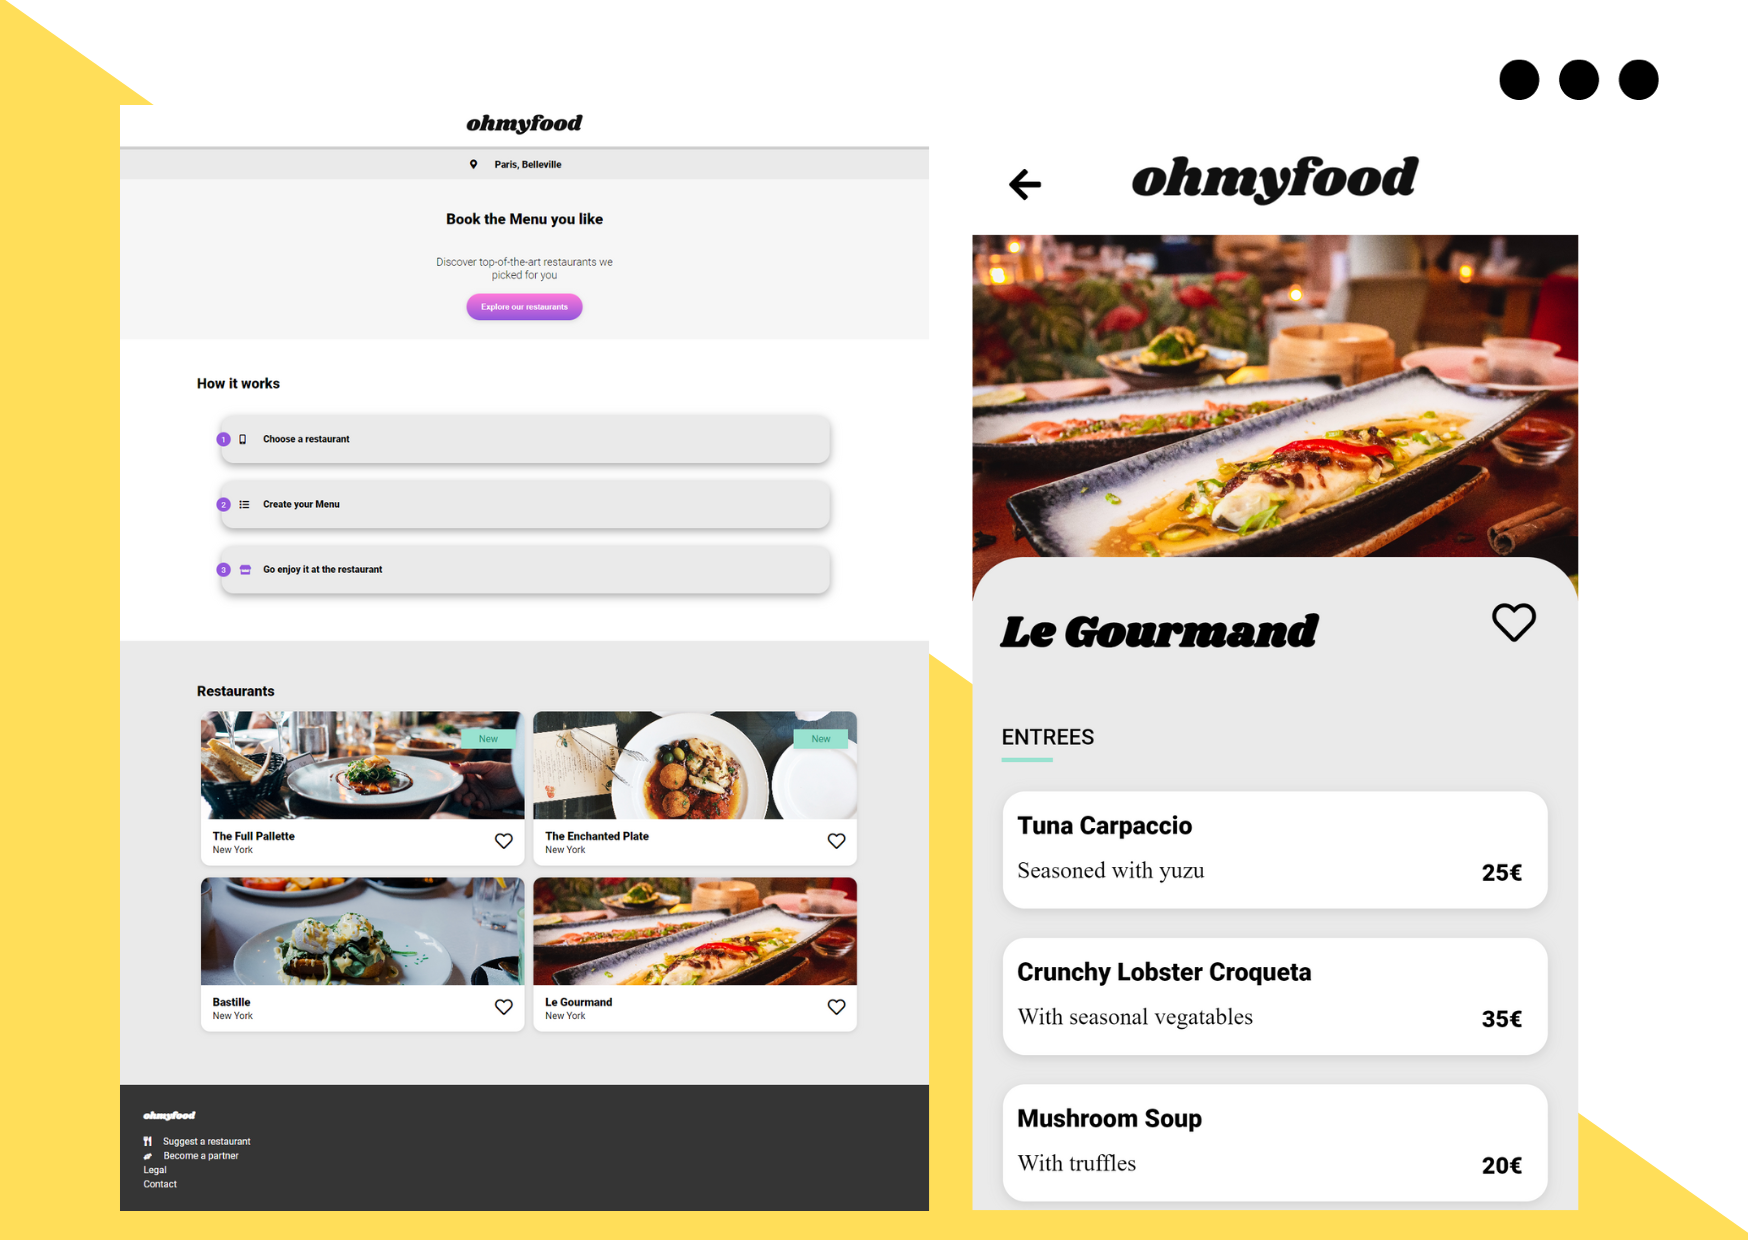 ohmyfood
Paris, Belleville
Book the Menu you like
Discover top-of-the-art restaurants we
picked for you
Explore our restaurants
How it works
1 Choose a restaurant
2 Create your Menu
3 Go enjoy it at the restaurant
Restaurants
New
The Full Pallette
New York
New
The Enchanted Plate
New York
Bastille
New York
Le Gourmand
New York
ohmyfood
Suggest a restaurant
Become a partner
Legal
Contact
ohmyfood
Le Gourmand
ENTREES
Tuna Carpaccio
Seasoned with yuzu 25€
Crunchy Lobster Croqueta
With seasonal vegatables 35€
Mushroom Soup
With truffles 20€